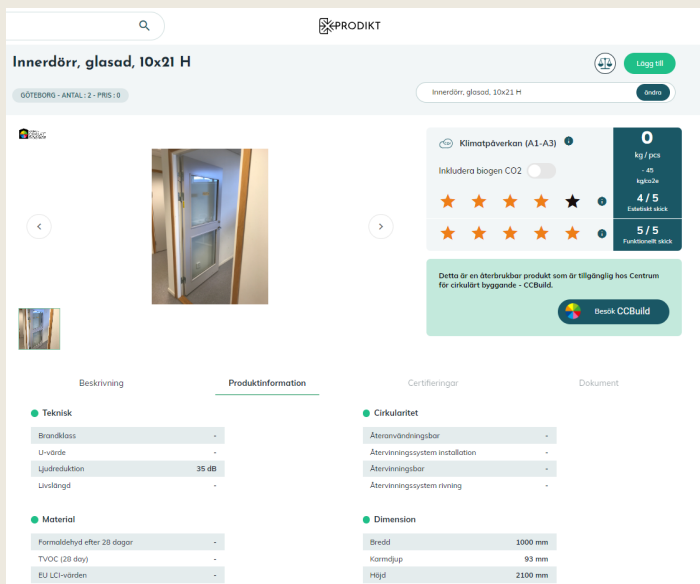 PRODIKT
Innerdörr, glasad, 10x21 H
Lägg till
GÖTEBORG - ANTAL : 2 - PRIS : 0
Innerdörr, glasad, 10x21 H
ändra
Klimatpåverkan (A1-A3)
Inkludera biogen CO2
0
kg / pcs
- 45
kg/co2e
4 / 5
Estetiskt skick
5 / 5
Funktionellt skick
Detta är en återbrukbar produkt som är tillgänglig hos Centrum
för cirkulärt byggande - CCBuild.
Besök CCBuild
Beskrivning
Produktinformation
Certifieringar
Dokument
Teknisk
Brandklass -
U-värde -
Ljudreduktion 35 dB
Livslängd -
Cirkularitet
Återanvändningsbar -
Återvinningssystem installation -
Återvinningsbar -
Återvinningssystem rivning -
Material
Formaldehyd efter 28 dagar -
TVOC (28 day) -
EU LCI-värden -
Dimension
Bredd 1000 mm
Karmdjup 93 mm
Höjd 2100 mm